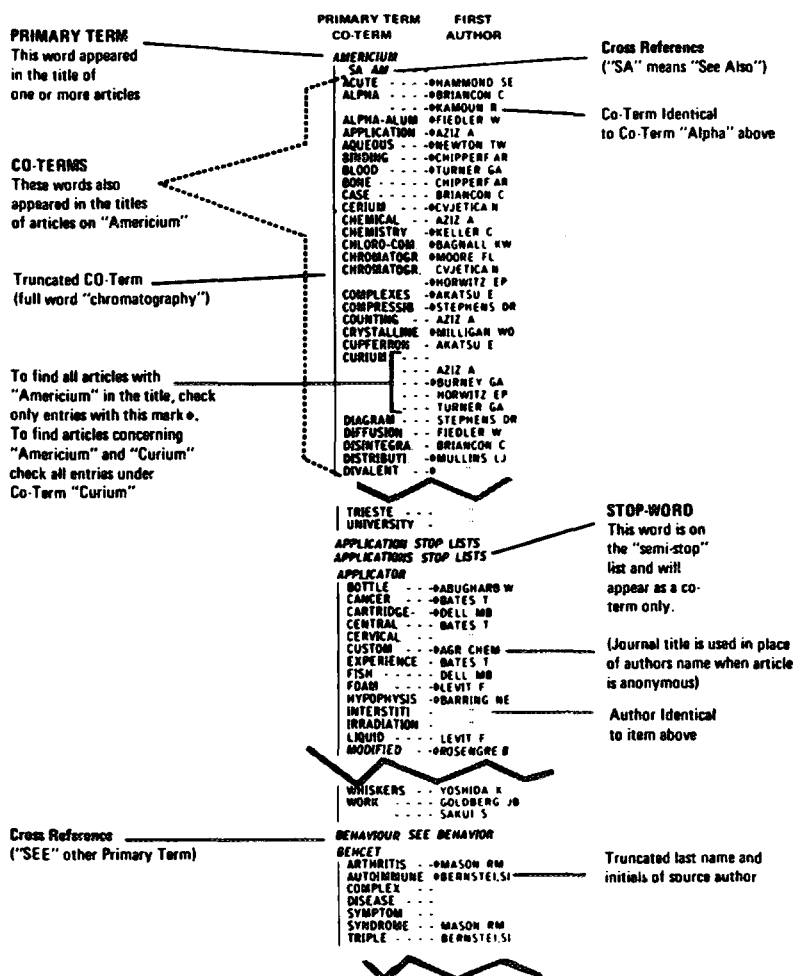 PRIMARY TERM FIRST
CO-TERM AUTHOR
PRIMARY TERM
This word appeared
in the title of
one or more articles
CO-TERMS
These words also
appeared in the titles
of articles on "Americium"
Truncated CO-Term
(full word "chromatography")
To find all articles with
"Americium" in the title, check
only entries with this mark ●.
To find articles concerning
"Americium" and "Curium"
check all entries under
Co-Term "Curium"
Cross Reference
("SEE" other Primary Term)
AMERICIUM
SA AM
ACUTE - - - -●HAMMOND SE
ALPHA - - - -●BRIANCON C
- - - -●KAMOUN R
ALPHA-ALUM ●FIEDLER W
APPLICATION -●AZIZ A
AQUEOUS - - -●NEWTON TW
BINDING - - -●CHIPPERF AR
BLOOD - - - -●TURNER GA
BONE - - - - - CHIPPERF AR
CASE - - - - - BRIANCON C
CERIUM - - - -●CVJETICA N
CHEMICAL - - AZIZ A
CHEMISTRY - -●KELLER C
CHLORO-COM ●BAGNALL KW
CHROMATOGR ●MOORE FL
CHROMATOGR. CVJETICA N
-●HORWITZ EP
COMPLEXES -●AKATSU E
COMPRESSIB -●STEPHENS DR
COUNTING - - AZIZ A
CRYSTALLINE ●MILLIGAN WO
CUPFERRON - AKATSU E
CURIUM - - -
- - - AZIZ A
- - -●BURNEY GA
- - - HORWITZ EP
- - - TURNER GA
DIAGRAM - - - STEPHENS DR
DIFFUSION - - FIEDLER W
DISINTEGRA. - BRIANCON C
DISTRIBUTI -●MULLINS LJ
DIVALENT - -●
TRIESTE - - -
UNIVERSITY -
APPLICATION STOP LISTS
APPLICATIONS STOP LISTS
APPLICATOR
BOTTLE - - -●ABUGHARB W
CANCER - - -●BATES T
CARTRIDGE- -●DELL MB
CENTRAL - - - BATES T
CERVICAL - - "
CUSTOM - - -●AGR CHEM
EXPERIENCE - BATES T
FISH - - - - - DELL MB
FOAM - - - -●LEVIT F
HYPOPHYSIS -●BARRING NE
INTERSTITI - "
IRRADIATION - "
LIQUID - - - - LEVIT F
MODIFIED - -●ROSENGRE B
WHISKERS - - YOSHIDA K
WORK - - - - GOLDBERG JB
- - - - SAKUI S
BEHAVIOUR SEE BEHAVIOR
BEHCET
ARTHRITIS - -●MASON RM
AUTOIMMUNE ●BERNSTEI,SI
COMPLEX - - "
DISEASE - - - "
SYMPTOM - - "
SYNDROME - - MASON RM
TRIPLE - - - - BERNSTEI,SI
Cross Reference
("SA" means "See Also")
Co-Term Identical
to Co-Term "Alpha" above
STOP-WORD
This word is on
the "semi-stop"
list and will
appear as a co-
term only.
(Journal title is used in place
of authors name when article
is anonymous)
Author Identical
to item above
Truncated last name and
initials of source author